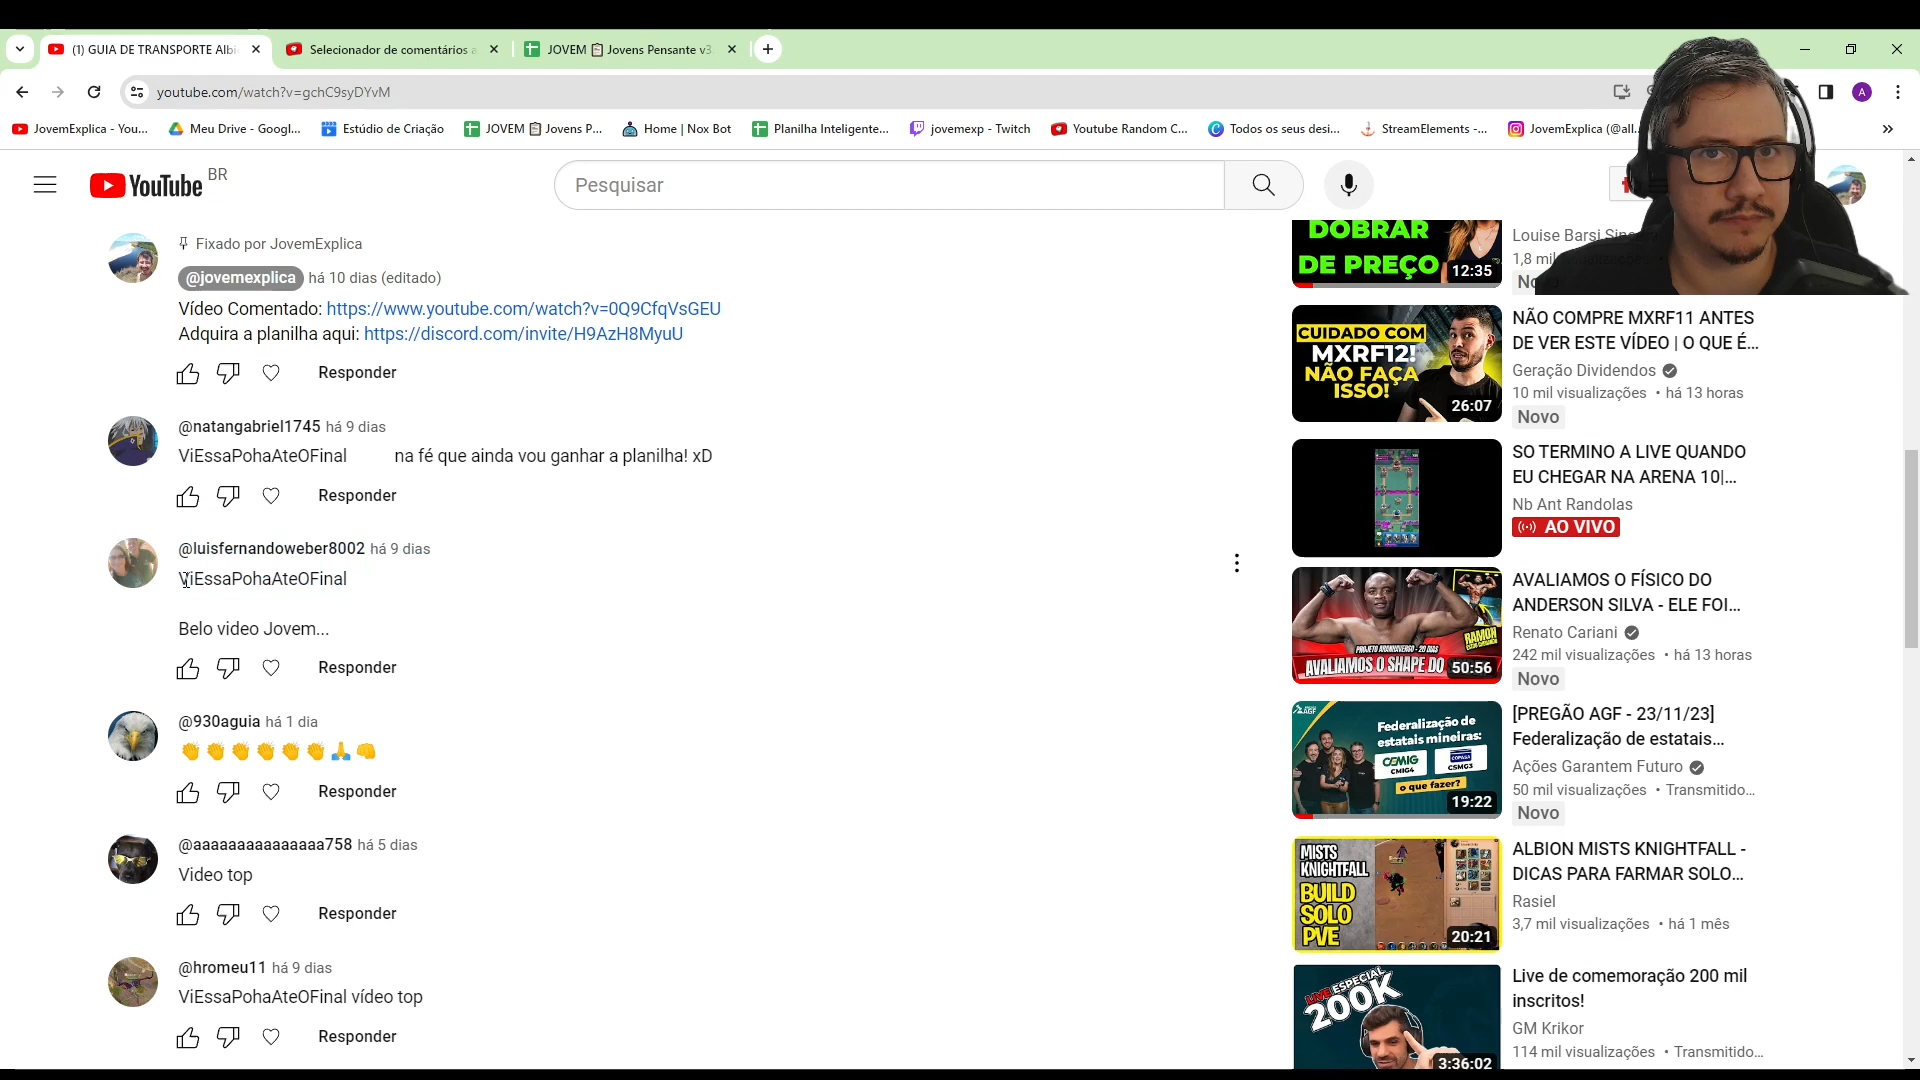 (1) GUIA DE TRANSPORTE Albi
Selecionador de comentários a
JOVEM 📋 Jovens Pensante v3
youtube.com/watch?v=gchC9syDYvM
A
JovemExplica - You...
Meu Drive - Googl...
Estúdio de Criação
JOVEM 📋 Jovens P...
Home | Nox Bot
Planilha Inteligente...
jovemexp - Twitch
Youtube Random C...
Todos os seus desi...
StreamElements -...
JovemExplica (@all...
YouTube BR
Pesquisar
Fixado por JovemExplica
@jovemexplica há 10 dias (editado)
Vídeo Comentado: https://www.youtube.com/watch?v=0Q9CfqVsGEU
Adquira a planilha aqui: https://discord.com/invite/H9AzH8MyuU
Responder
@natangabriel1745 há 9 dias
ViEssaPohaAteOFinal na fé que ainda vou ganhar a planilha! xD
Responder
@luisfernandoweber8002 há 9 dias
ViEssaPohaAteOFinal
Belo video Jovem...
Responder
@930aguia há 1 dia
👏👏👏👏👏👏🙏👊
Responder
@aaaaaaaaaaaaaaa758 há 5 dias
Video top
Responder
@hromeu11 há 9 dias
ViEssaPohaAteOFinal vídeo top
Responder
DOBRAR
DE PREÇO
12:35
Louise Barsi
1,8 mil
CUIDADO COM
MXRF12!
NÃO FAÇA
ISSO!
26:07
NÃO COMPRE MXRF11 ANTES
DE VER ESTE VÍDEO | O QUE É...
Geração Dividendos
10 mil visualizações • há 13 horas
Novo
SO TERMINO A LIVE QUANDO
EU CHEGAR NA ARENA 10|...
Nb Ant Randolas
AO VIVO
RAMON
AVALIAMOS O SHAPE DO
50:56
AVALIAMOS O FÍSICO DO
ANDERSON SILVA - ELE FOI...
Renato Cariani
242 mil visualizações • há 13 horas
Novo
AGF
Federalização de
estatais mineiras:
CEMIG
CMIG4
COPASA
CSMG3
o que fazer?
19:22
[PREGÃO AGF - 23/11/23]
Federalização de estatais...
Ações Garantem Futuro
50 mil visualizações • Transmitido...
Novo
MISTS
KNIGHTFALL
BUILD
SOLO
PVE
20:21
ALBION MISTS KNIGHTFALL -
DICAS PARA FARMAR SOLO...
Rasiel
3,7 mil visualizações • há 1 mês
LIVE ESPECIAL
200K
3:36:02
Live de comemoração 200 mil
inscritos!
GM Krikor
114 mil visualizações • Transmitido...